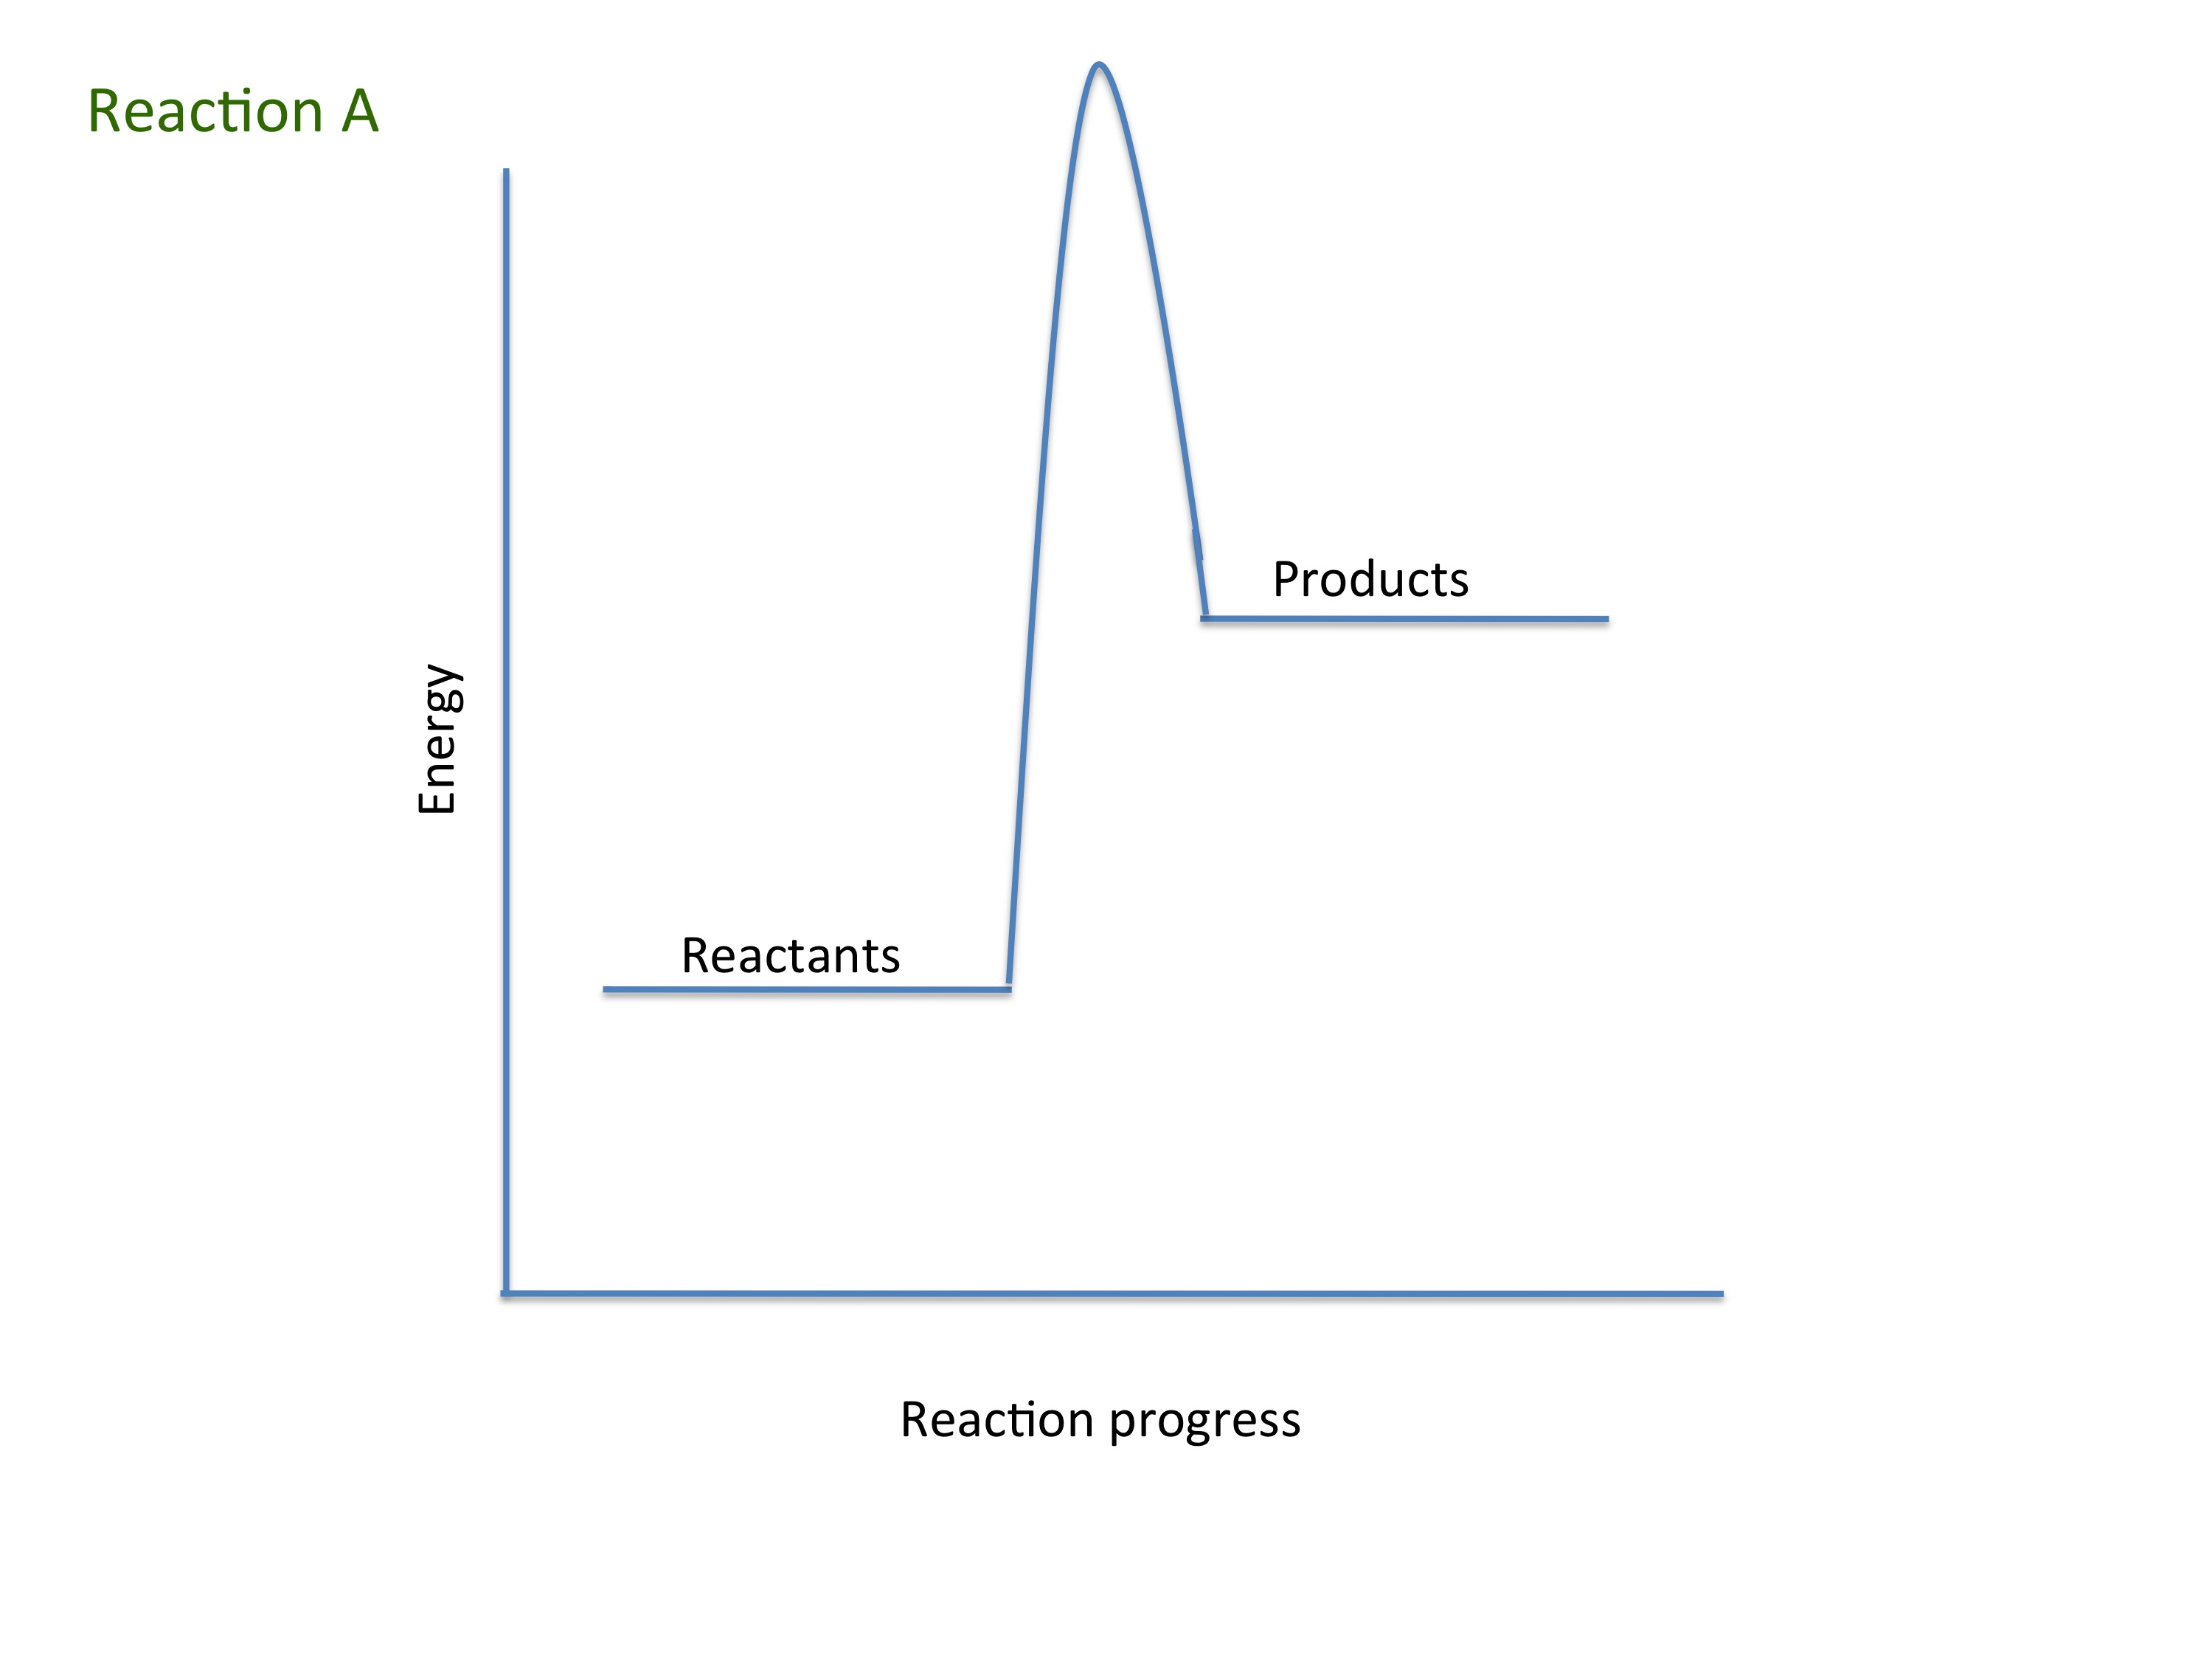 Reaction A
Products
Energy
Reactants
Reaction progress